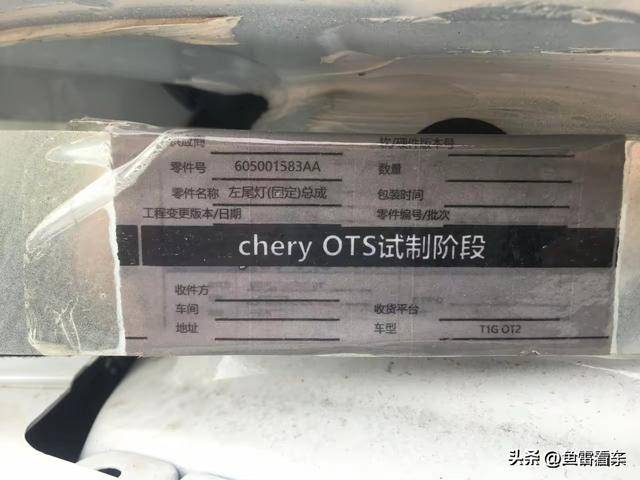 供应商 软/硬件版本号
零件号 605001583AA 数量
零件名称 左尾灯(固定)总成 包装时间
工程变更版本/日期 零件编号/批次
chery OTS试制阶段
收件方
车间 收货平台
地址 车型 T1G OT2
头条 @鱼雷看车